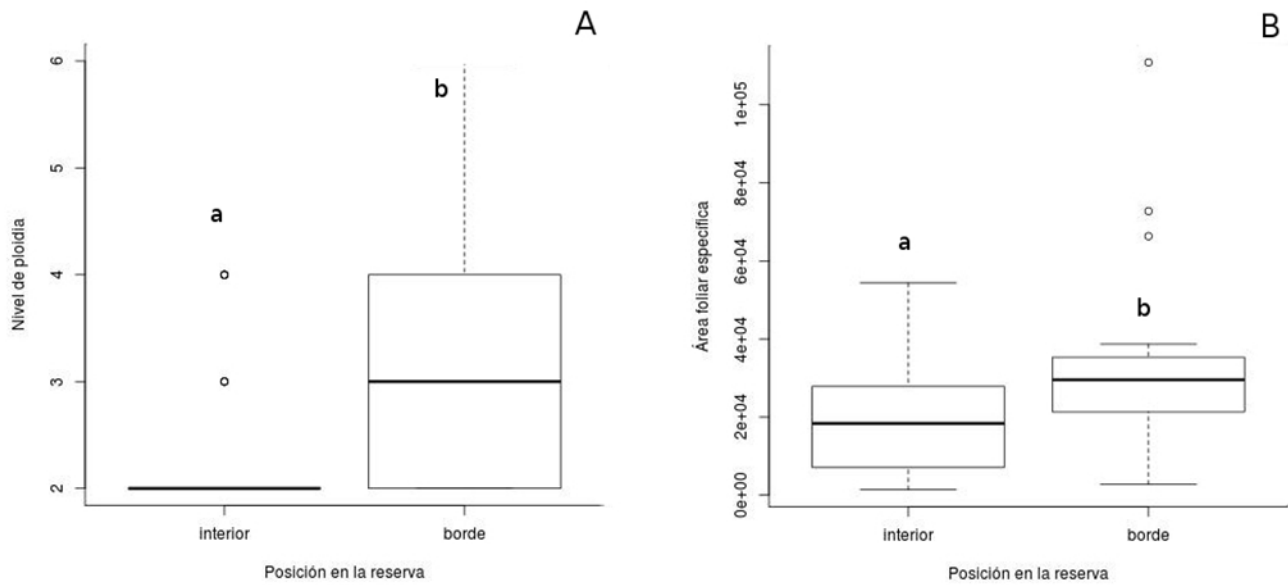 A
Nivel de ploidía
6
5
4
3
2
a
b
interior
borde
Posición en la reserva
B
Área foliar específica
1e+05
8e+04
6e+04
4e+04
2e+04
0e+00
a
b
interior
borde
Posición en la reserva